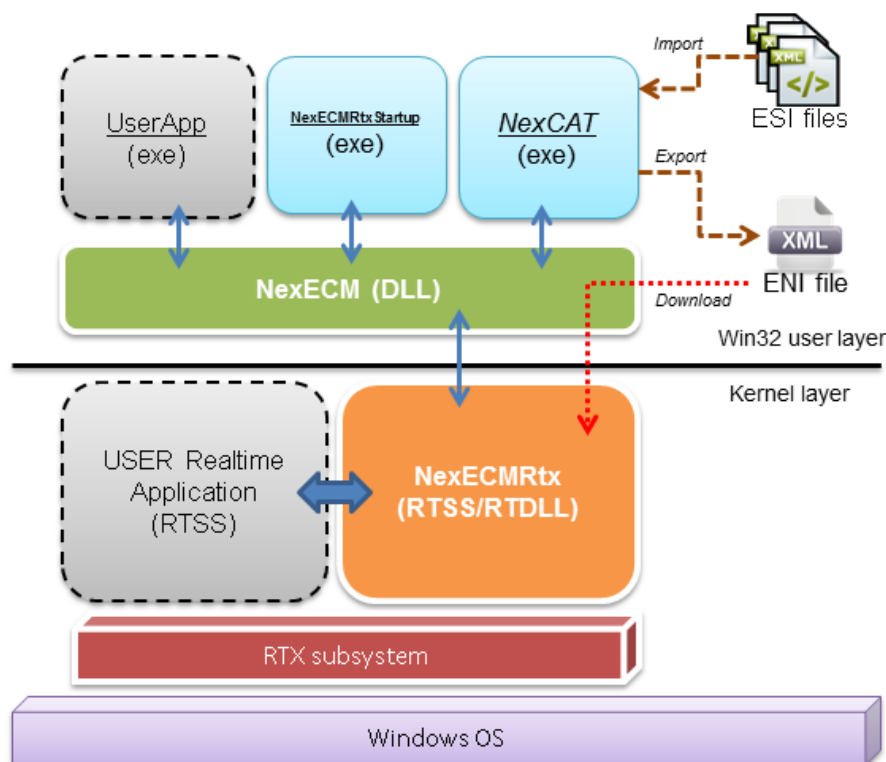 Import
XML
</>
ESI files
UserApp
(exe)
NexECMRtxStartup
(exe)
NexCAT
(exe)
Export
XML
ENI file
NexECM (DLL)
Download
Win32 user layer
Kernel layer
USER Realtime
Application
(RTSS)
NexECMRtx
(RTSS/RTDLL)
RTX subsystem
Windows OS